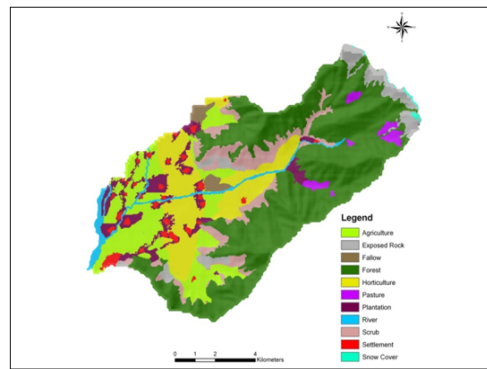 Legend
Agriculture
Exposed Rock
Fallow
Forest
Horticulture
Pasture
Plantation
River
Scrub
Settlement
Snow Cover
0 1 2 4
Kilometers